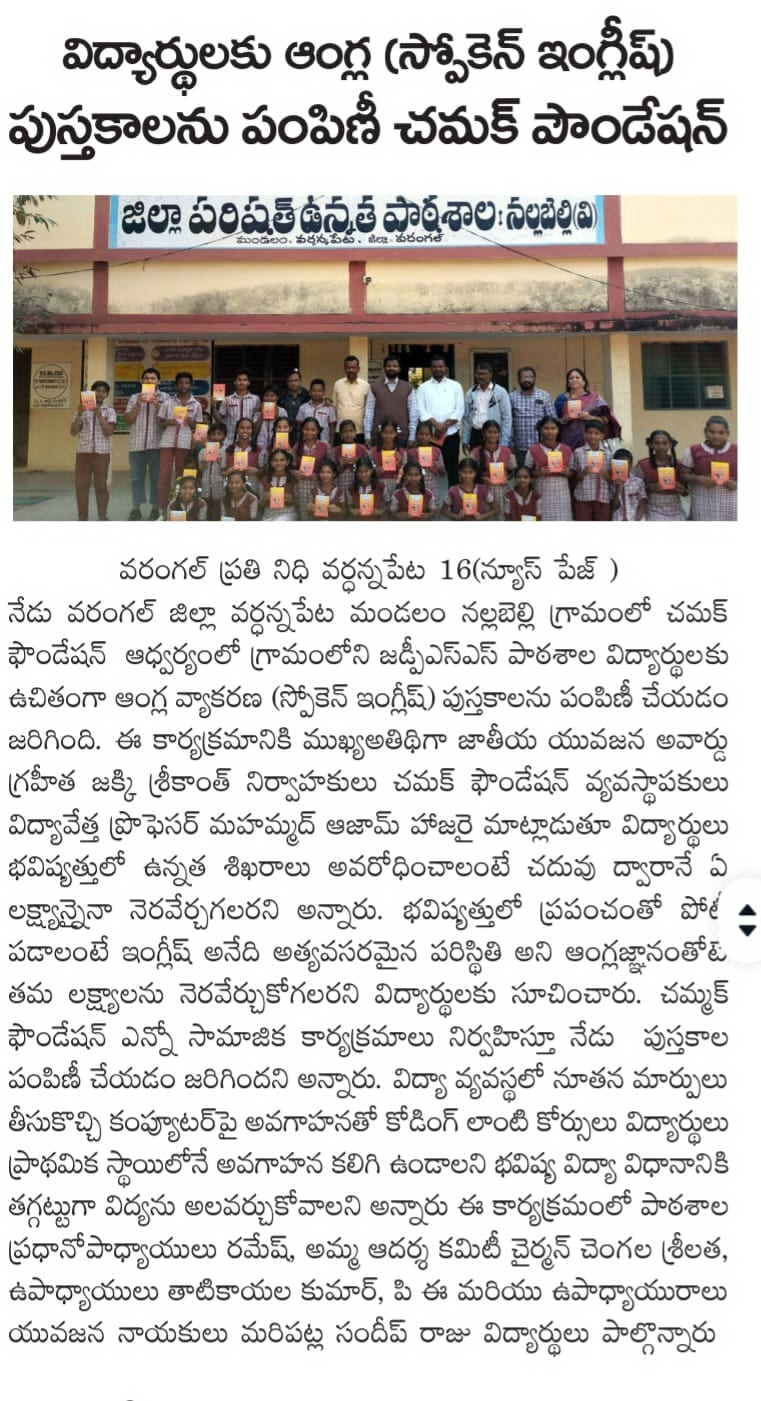 విద్యార్థులకు ఆంగ్ల (స్పోకెన్ ఇంగ్లీష్)
పుస్తకాలను పంపిణీ చమక్ పౌండేషన్
జిల్లా పరిషత్ ఉన్నత పాఠశాల: నల్లబెల్లి(వి)
మండలం. వర్ధన్నపేట. జిల్లా. వరంగల్
వరంగల్ ప్రతి నిధి వర్ధన్నపేట 16(న్యూస్ పేజ్ )
నేడు వరంగల్ జిల్లా వర్ధన్నపేట మండలం నల్లబెల్లి గ్రామంలో చమక్
ఫౌండేషన్ ఆధ్వర్యంలో గ్రామంలోని జడ్పీఎస్ఎస్ పాఠశాల విద్యార్థులకు
ఉచితంగా ఆంగ్ల వ్యాకరణ (స్పోకెన్ ఇంగ్లీష్) పుస్తకాలను పంపిణీ చేయడం
జరిగింది. ఈ కార్యక్రమానికి ముఖ్యఅతిథిగా జాతీయ యువజన అవార్డు
గ్రహీత జక్కి శ్రీకాంత్ నిర్వాహకులు చమక్ ఫౌండేషన్ వ్యవస్థాపకులు
విద్యావేత్త ప్రొఫెసర్ మహమ్మద్ ఆజామ్ హాజరై మాట్లాడుతూ విద్యార్థులు
భవిష్యత్తులో ఉన్నత శిఖరాలు అవరోధించాలంటే చదువు ద్వారానే ఏ
లక్ష్యాన్నైనా నెరవేర్చగలరని అన్నారు. భవిష్యత్తులో ప్రపంచంతో పోటీ
పడాలంటే ఇంగ్లీష్ అనేది అత్యవసరమైన పరిస్థితి అని ఆంగ్లజ్ఞానంతోటే
తమ లక్ష్యాలను నెరవేర్చుకోగలరని విద్యార్థులకు సూచించారు. చమ్మక్
ఫౌండేషన్ ఎన్నో సామాజిక కార్యక్రమాలు నిర్వహిస్తూ నేడు పుస్తకాల
పంపిణీ చేయడం జరిగిందని అన్నారు. విద్యా వ్యవస్థలో నూతన మార్పులు
తీసుకొచ్చి కంప్యూటర్‌పై అవగాహనతో కోడింగ్ లాంటి కోర్సులు విద్యార్థులు
ప్రాథమిక స్థాయిలోనే అవగాహన కలిగి ఉండాలని భవిష్య విద్యా విధానానికి
తగ్గట్టుగా విద్యను అలవర్చుకోవాలని అన్నారు ఈ కార్యక్రమంలో పాఠశాల
ప్రధానోపాధ్యాయులు రమేష్, అమ్మ ఆదర్శ కమిటీ చైర్మన్ చెంగల శ్రీలత,
ఉపాధ్యాయులు తాటికాయల కుమార్, పి ఈ మరియు ఉపాధ్యాయురాలు
యువజన నాయకులు మరిపట్ల సందీప్ రాజు విద్యార్థులు పాల్గొన్నారు